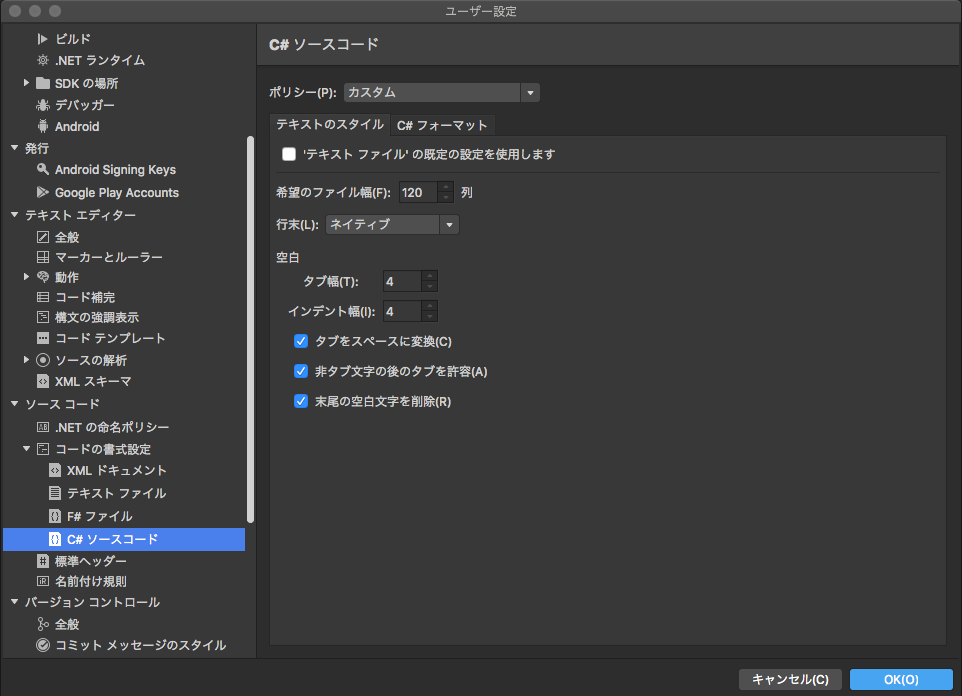 ユーザー設定
ビルド
.NET ランタイム
SDK の場所
デバッガー
Android
発行
Android Signing Keys
Google Play Accounts
テキスト エディター
全般
マーカーとルーラー
動作
コード補完
構文の強調表示
コード テンプレート
ソースの解析
XML スキーマ
ソース コード
.NET の命名ポリシー
コードの書式設定
XML ドキュメント
テキスト ファイル
F# ファイル
C# ソースコード
標準ヘッダー
名前付け規則
バージョン コントロール
全般
コミット メッセージのスタイル
C# ソースコード
ポリシー(P): カスタム
テキストのスタイル C# フォーマット
'テキスト ファイル' の既定の設定を使用します
希望のファイル幅(F): 120 列
行末(L): ネイティブ
空白
タブ幅(T): 4
インデント幅(I): 4
タブをスペースに変換(C)
非タブ文字の後のタブを許容(A)
末尾の空白文字を削除(R)
キャンセル(C) OK(O)